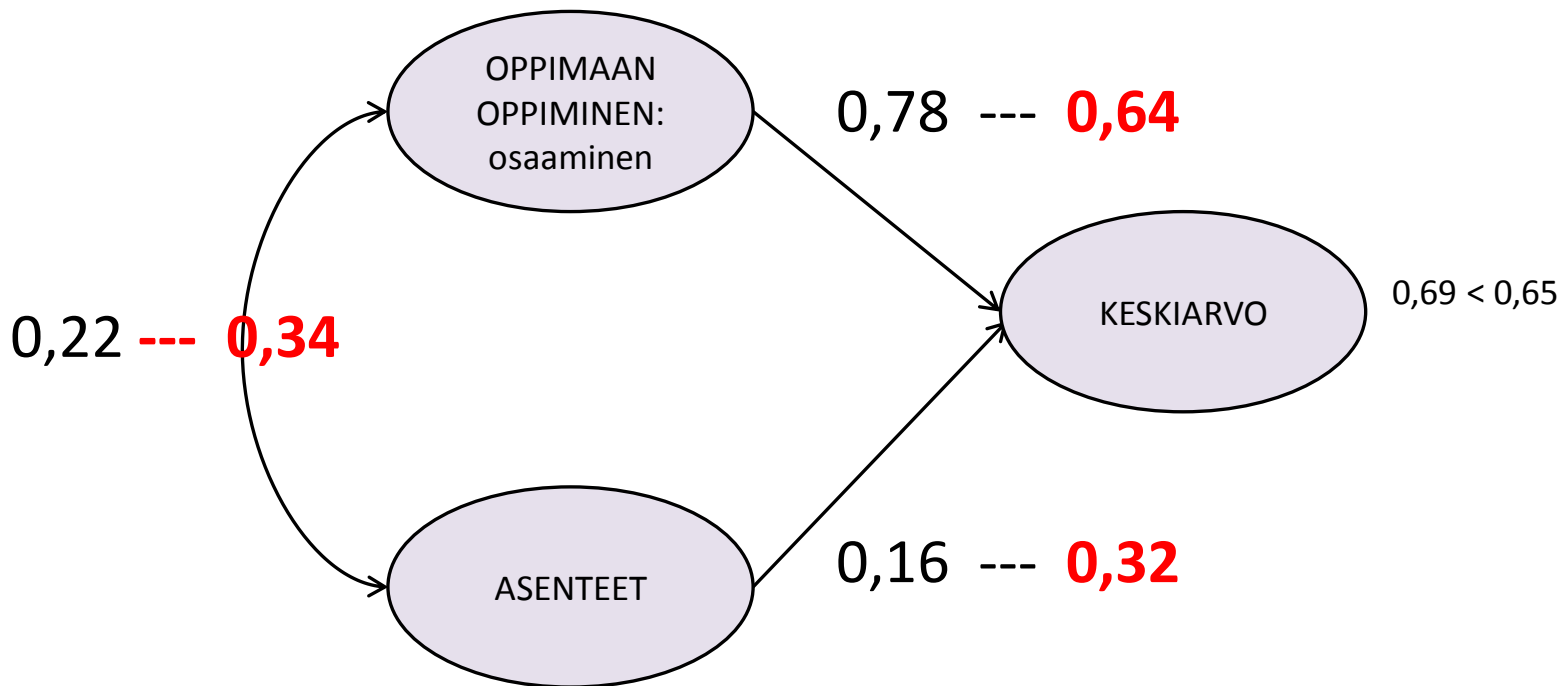 OPPIMAAN
OPPIMINEN:
osaaminen
0,78 --- 0,64
KESKIARVO
0,69 < 0,65
0,22 --- 0,34
ASENTEET
0,16 --- 0,32